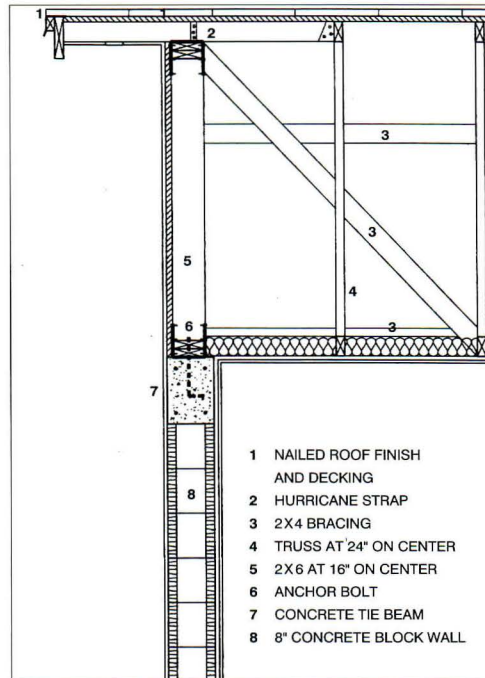 1
2
3
3
5
4
6
3
7
8
1 NAILED ROOF FINISH
AND DECKING
2 HURRICANE STRAP
3 2X4 BRACING
4 TRUSS AT 24" ON CENTER
5 2X6 AT 16" ON CENTER
6 ANCHOR BOLT
7 CONCRETE TIE BEAM
8 8" CONCRETE BLOCK WALL